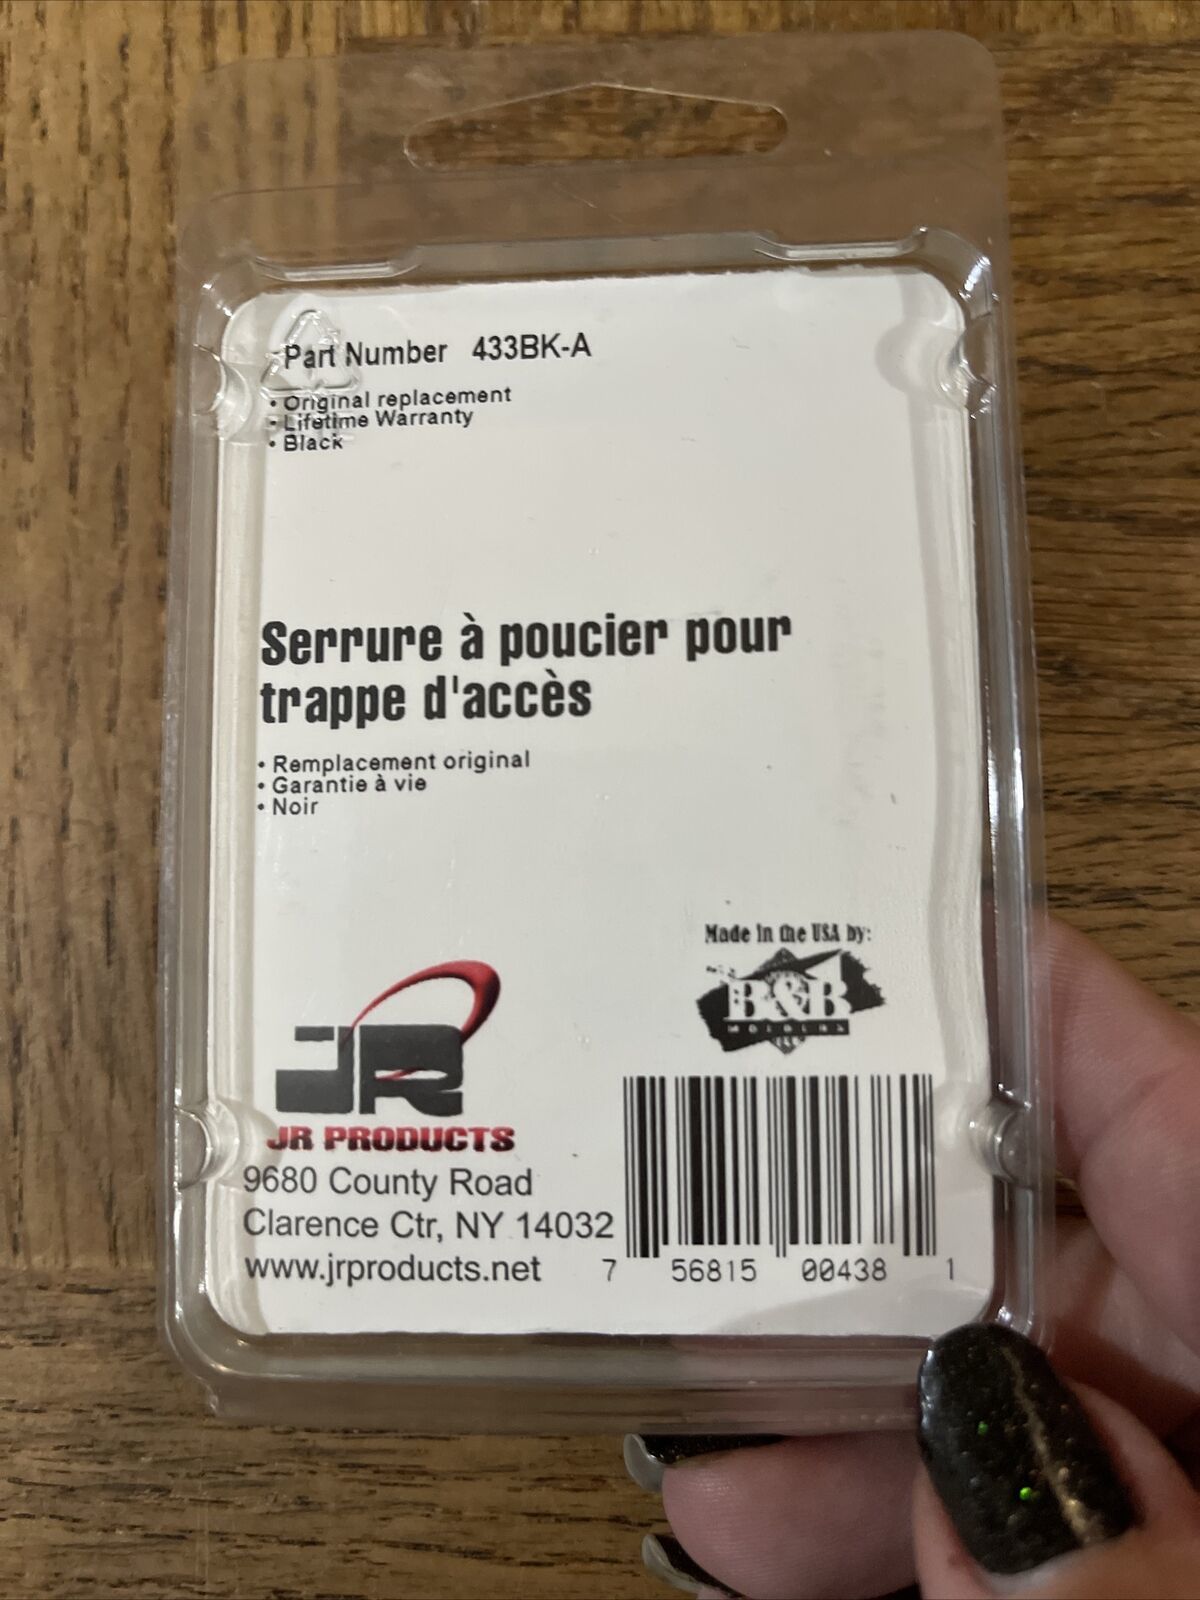 Part Number 433BK-A
• Original replacement
• Lifetime Warranty
• Black
Serrure à poucier pour
trappe d'accès
• Remplacement original
• Garantie à vie
• Noir
Made in the USA by:
B&B
MOLDERS
JR
JR PRODUCTS
9680 County Road
Clarence Ctr, NY 14032
www.jrproducts.net
7 56815 00438 1